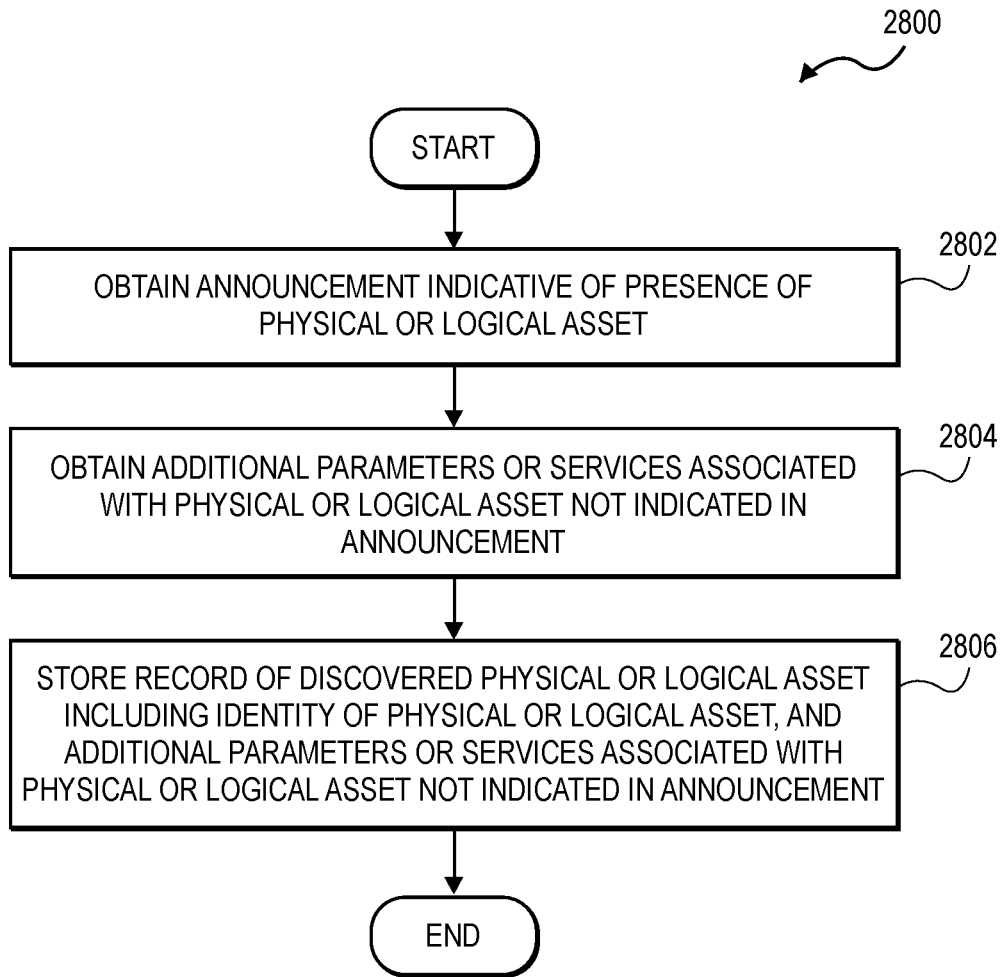 2800
START
2802
OBTAIN ANNOUNCEMENT INDICATIVE OF PRESENCE OF
PHYSICAL OR LOGICAL ASSET
2804
OBTAIN ADDITIONAL PARAMETERS OR SERVICES ASSOCIATED
WITH PHYSICAL OR LOGICAL ASSET NOT INDICATED IN
ANNOUNCEMENT
2806
STORE RECORD OF DISCOVERED PHYSICAL OR LOGICAL ASSET
INCLUDING IDENTITY OF PHYSICAL OR LOGICAL ASSET, AND
ADDITIONAL PARAMETERS OR SERVICES ASSOCIATED WITH
PHYSICAL OR LOGICAL ASSET NOT INDICATED IN ANNOUNCEMENT
END